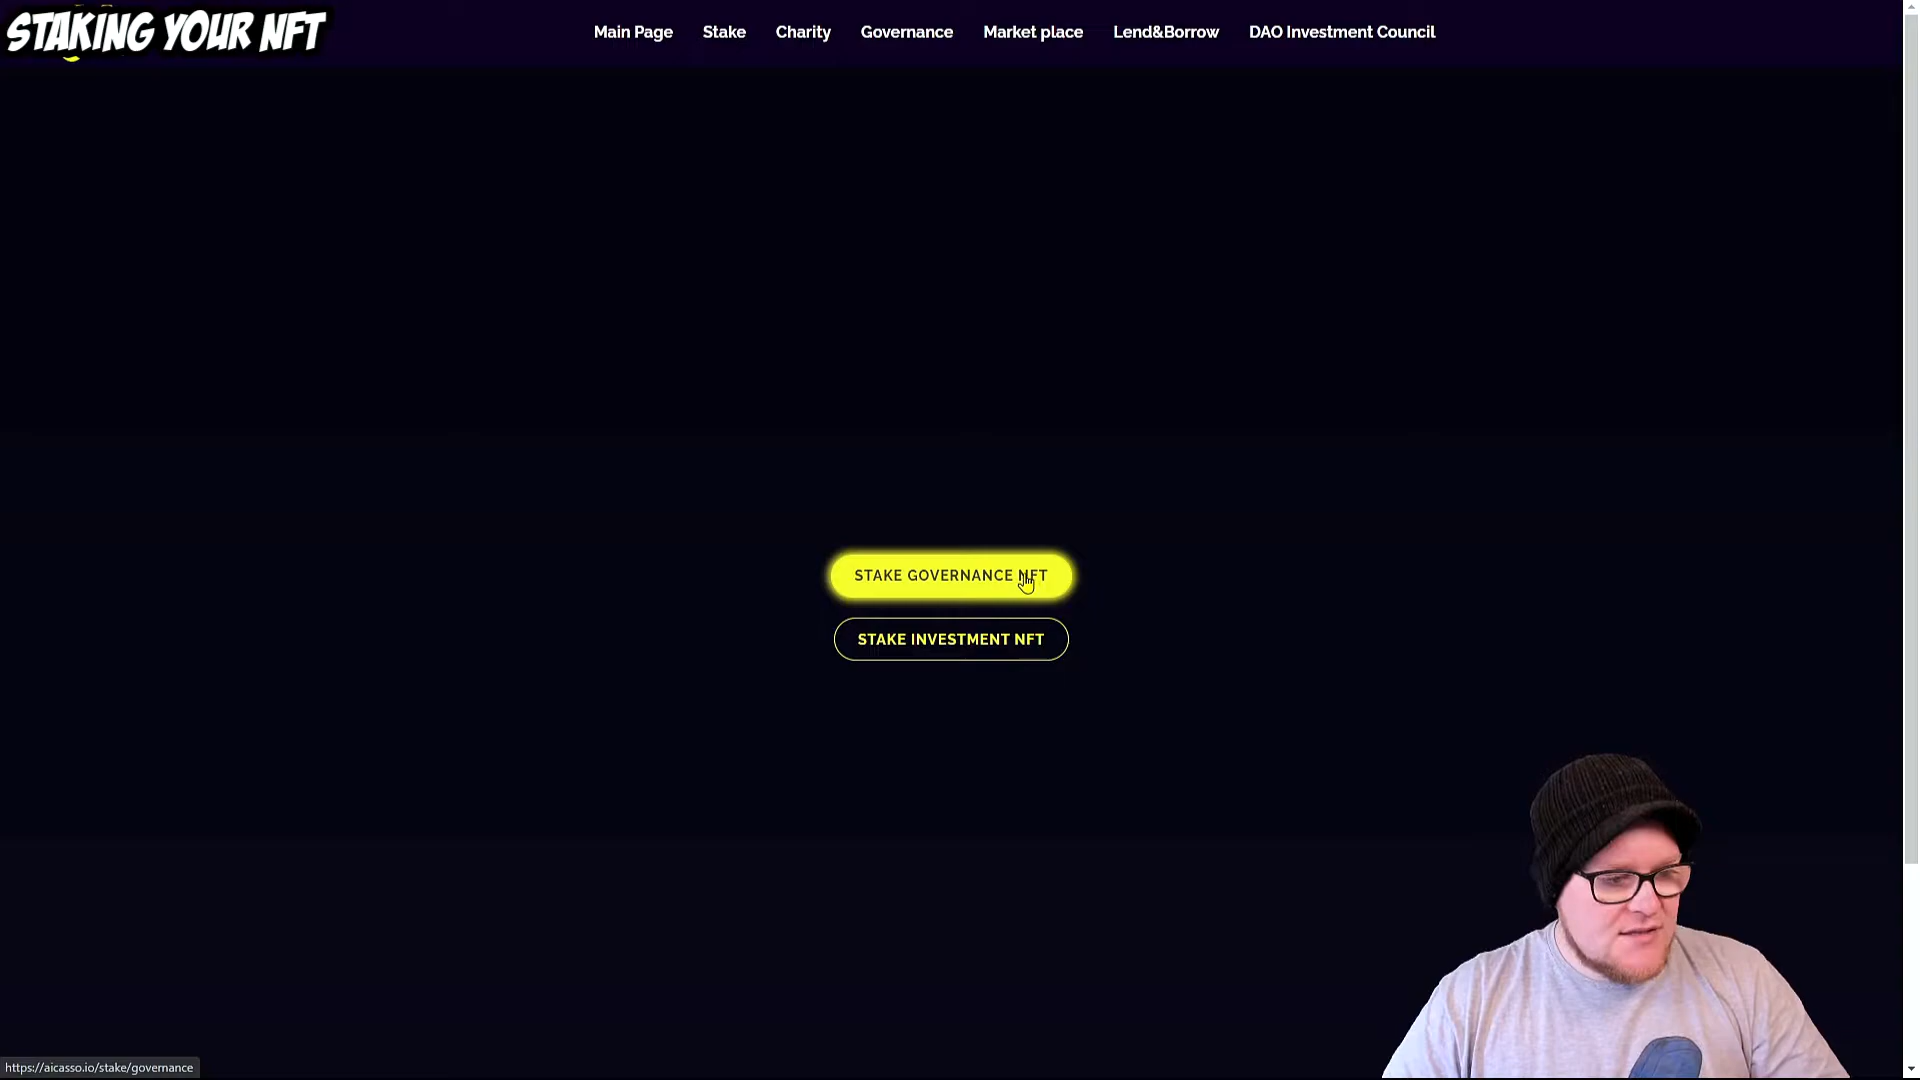 STAKING YOUR NFT
Main Page Stake Charity Governance Market place Lend&Borrow DAO Investment Council
STAKE GOVERNANCE NFT
STAKE INVESTMENT NFT
https://aicasso.io/stake/governance